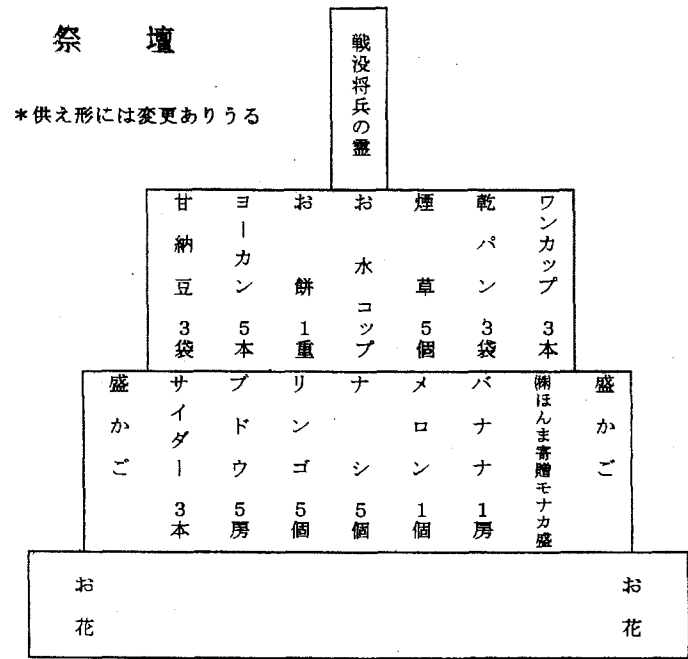 祭壇
*供え形には変更ありうる
戦没将兵の霊
ワンカップ 3本
乾パン 3袋
煙草 5個
お水コップ
お餅 1重
ヨーカン 5本
甘納豆 3袋
盛かご
㈱ほんま寄贈モナカ盛
バナナ 1房
メロン 1個
ナシ 5個
リンゴ 5個
ブドウ 5房
サイダー 3本
盛かご
お花
お花